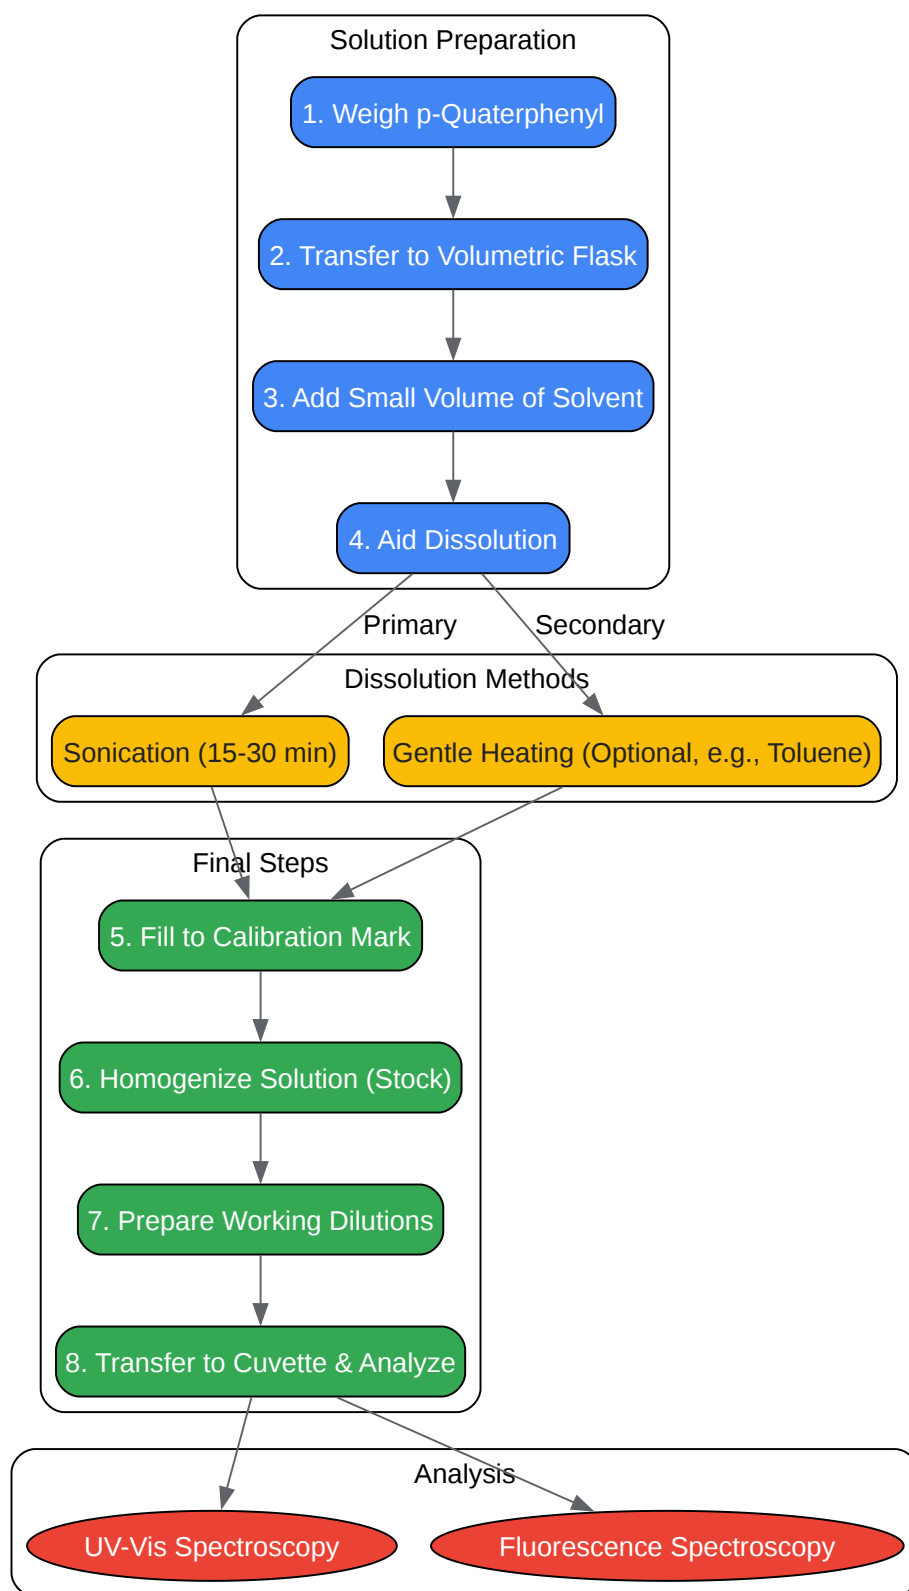 Solution Preparation
1. Weigh p-Quaterphenyl
2. Transfer to Volumetric Flask
3. Add Small Volume of Solvent
4. Aid Dissolution
Primary
Secondary
Dissolution Methods
Sonication (15-30 min)
Gentle Heating (Optional, e.g., Toluene)
Final Steps
5. Fill to Calibration Mark
6. Homogenize Solution (Stock)
7. Prepare Working Dilutions
8. Transfer to Cuvette & Analyze
Analysis
UV-Vis Spectroscopy
Fluorescence Spectroscopy